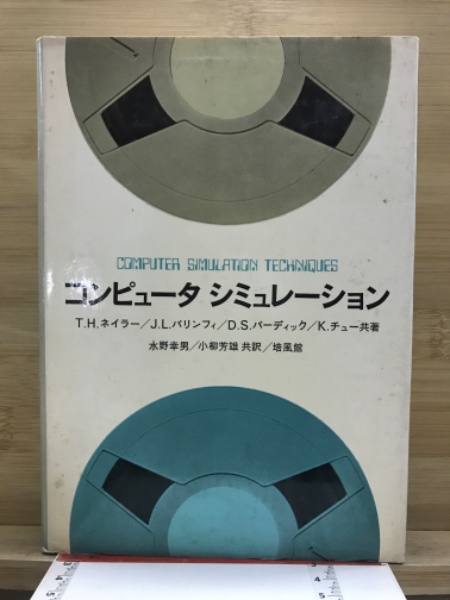 COMPUTER SIMULATION TECHNIQUES
コンピュータ シミュレーション
T.H.ネイラー/J.L.バリンフィ/D.S.バーディック/K.チュー共著
水野幸男/小柳芳雄 共訳/培風館